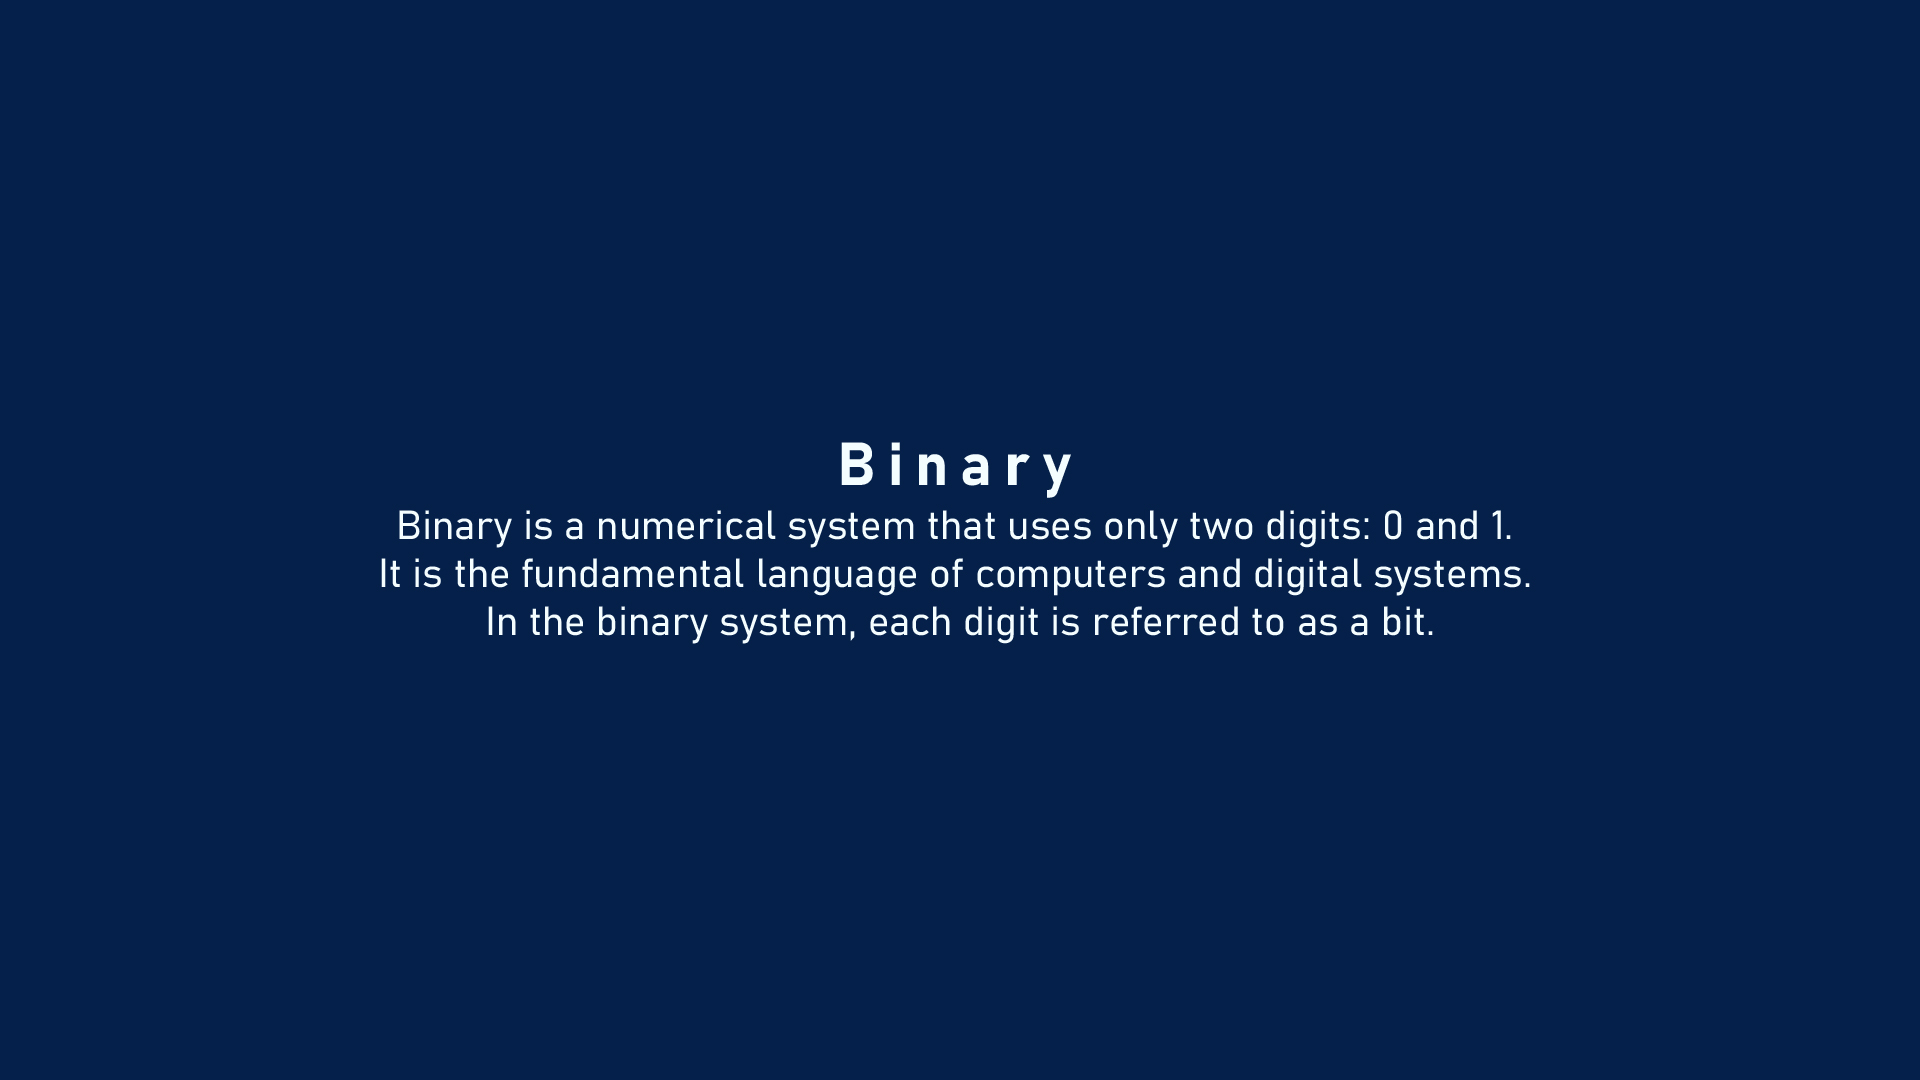 Binary
Binary is a numerical system that uses only two digits: 0 and 1.
It is the fundamental language of computers and digital systems.
In the binary system, each digit is referred to as a bit.